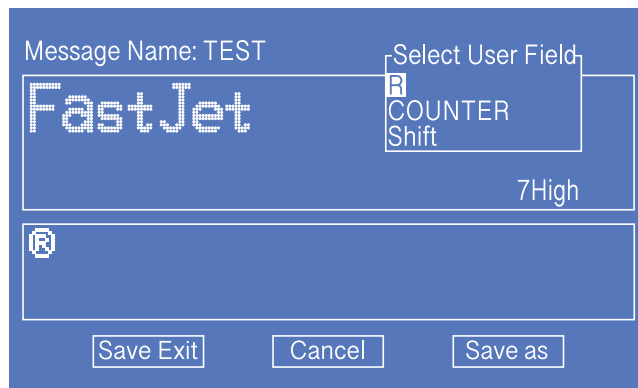 Message Name: TEST
Select User Field
R
COUNTER
Shift
FastJet
7High
®
Save Exit
Cancel
Save as